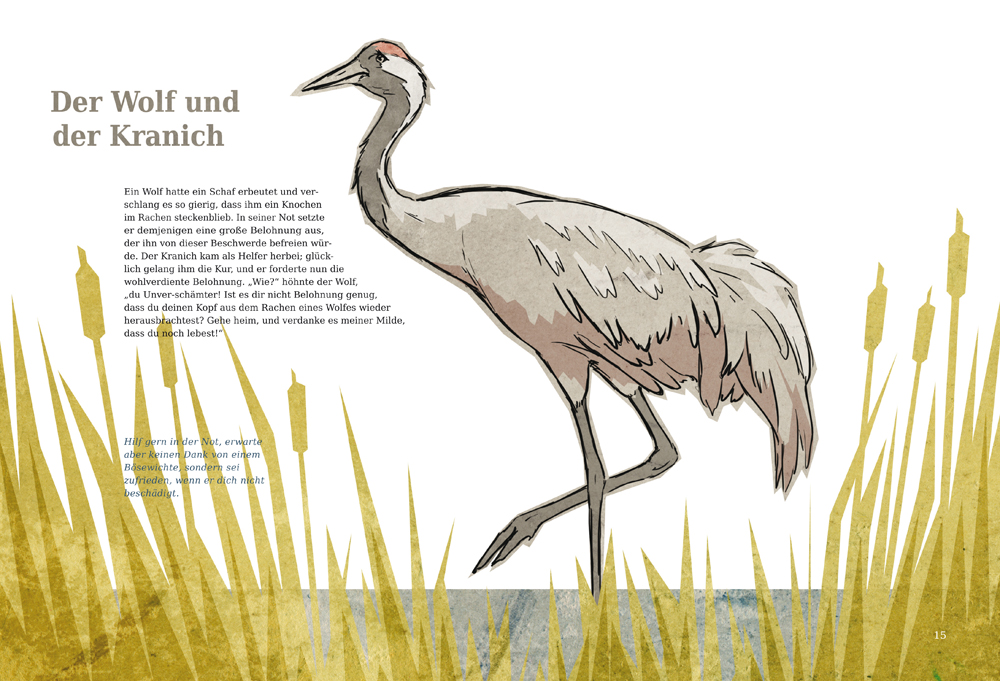 Der Wolf und
der Kranich
Ein Wolf hatte ein Schaf erbeutet und ver-
schlang es so gierig, dass ihm ein Knochen
im Rachen steckenblieb. In seiner Not setzte
er demjenigen eine große Belohnung aus,
der ihn von dieser Beschwerde befreien wür-
de. Der Kranich kam als Helfer herbei; glück-
lich gelang ihm die Kur, und er forderte nun die
wohlverdiente Belohnung. „Wie?“ höhnte der Wolf,
„du Unver-schämter! Ist es dir nicht Belohnung genug,
dass du deinen Kopf aus dem Rachen eines Wolfes wieder
herausbrachtest? Gehe heim, und verdanke es meiner Milde,
dass du noch lebest!“
Hilf gern in der Not, erwarte
aber keinen Dank von einem
Bösewichte, sondern sei
zufrieden, wenn er dich nicht
beschädigt.
15